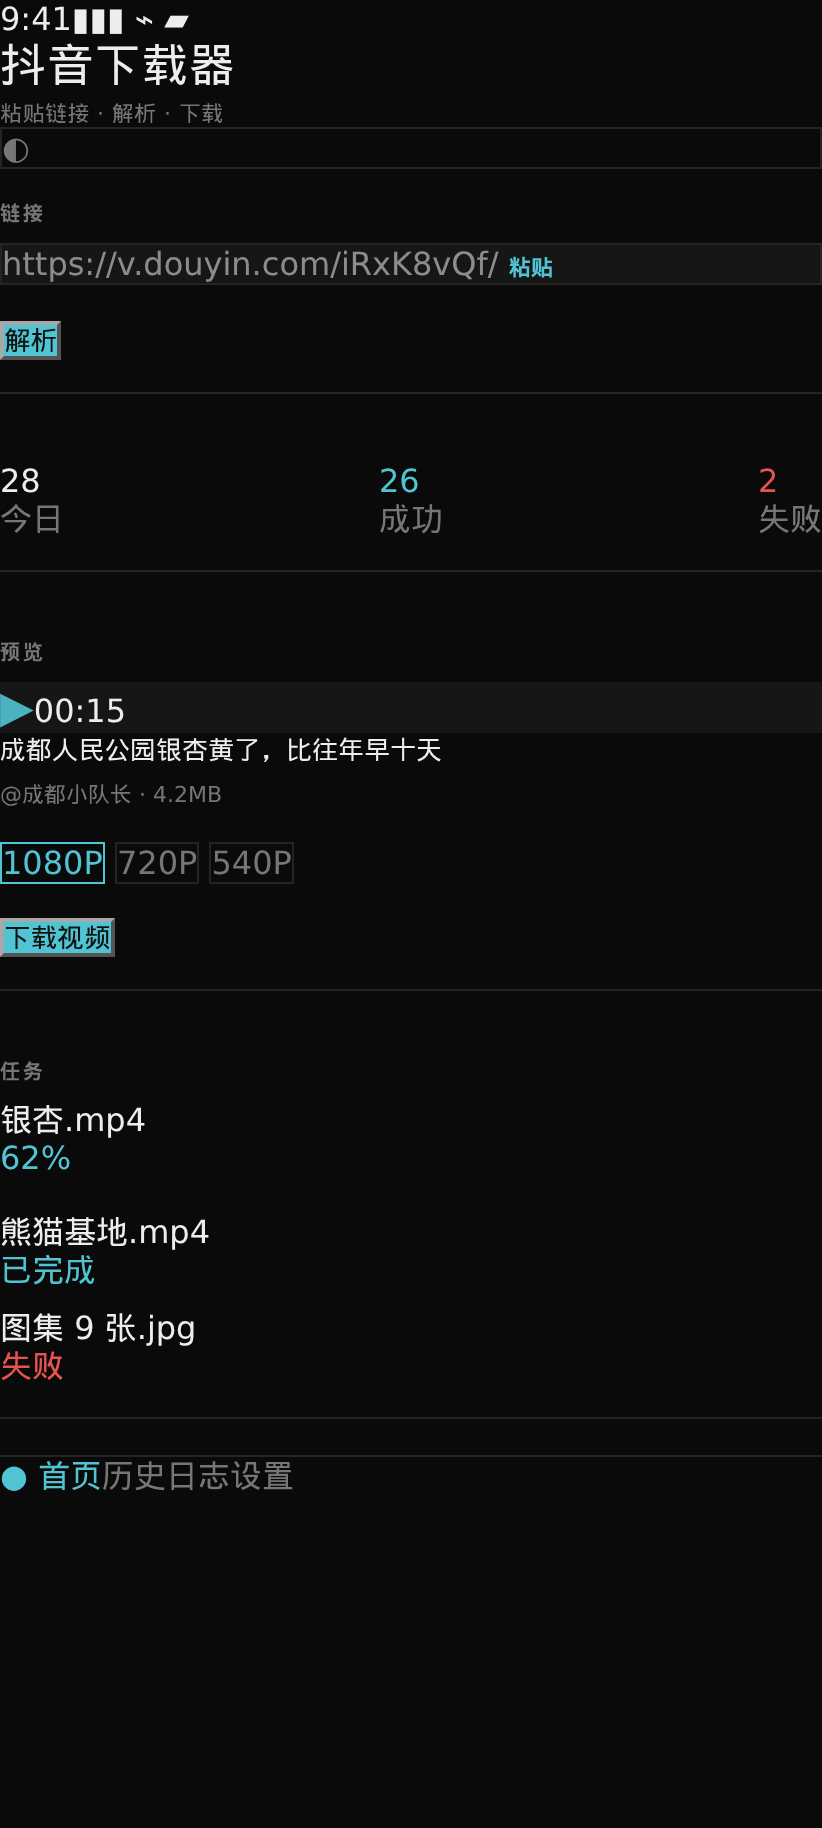 9:41
抖音下载器
粘贴链接 · 解析 · 下载
链接
https://v.douyin.com/iRxK8vQf/ 粘贴
解析
28 26 2
今日 成功 失败
预览
00:15
成都人民公园银杏黄了，比往年早十天
@成都小队长 · 4.2MB
1080P 720P 540P
下载视频
任务
银杏.mp4
62%
熊猫基地.mp4
已完成
图集 9 张.jpg
失败
首页历史日志设置